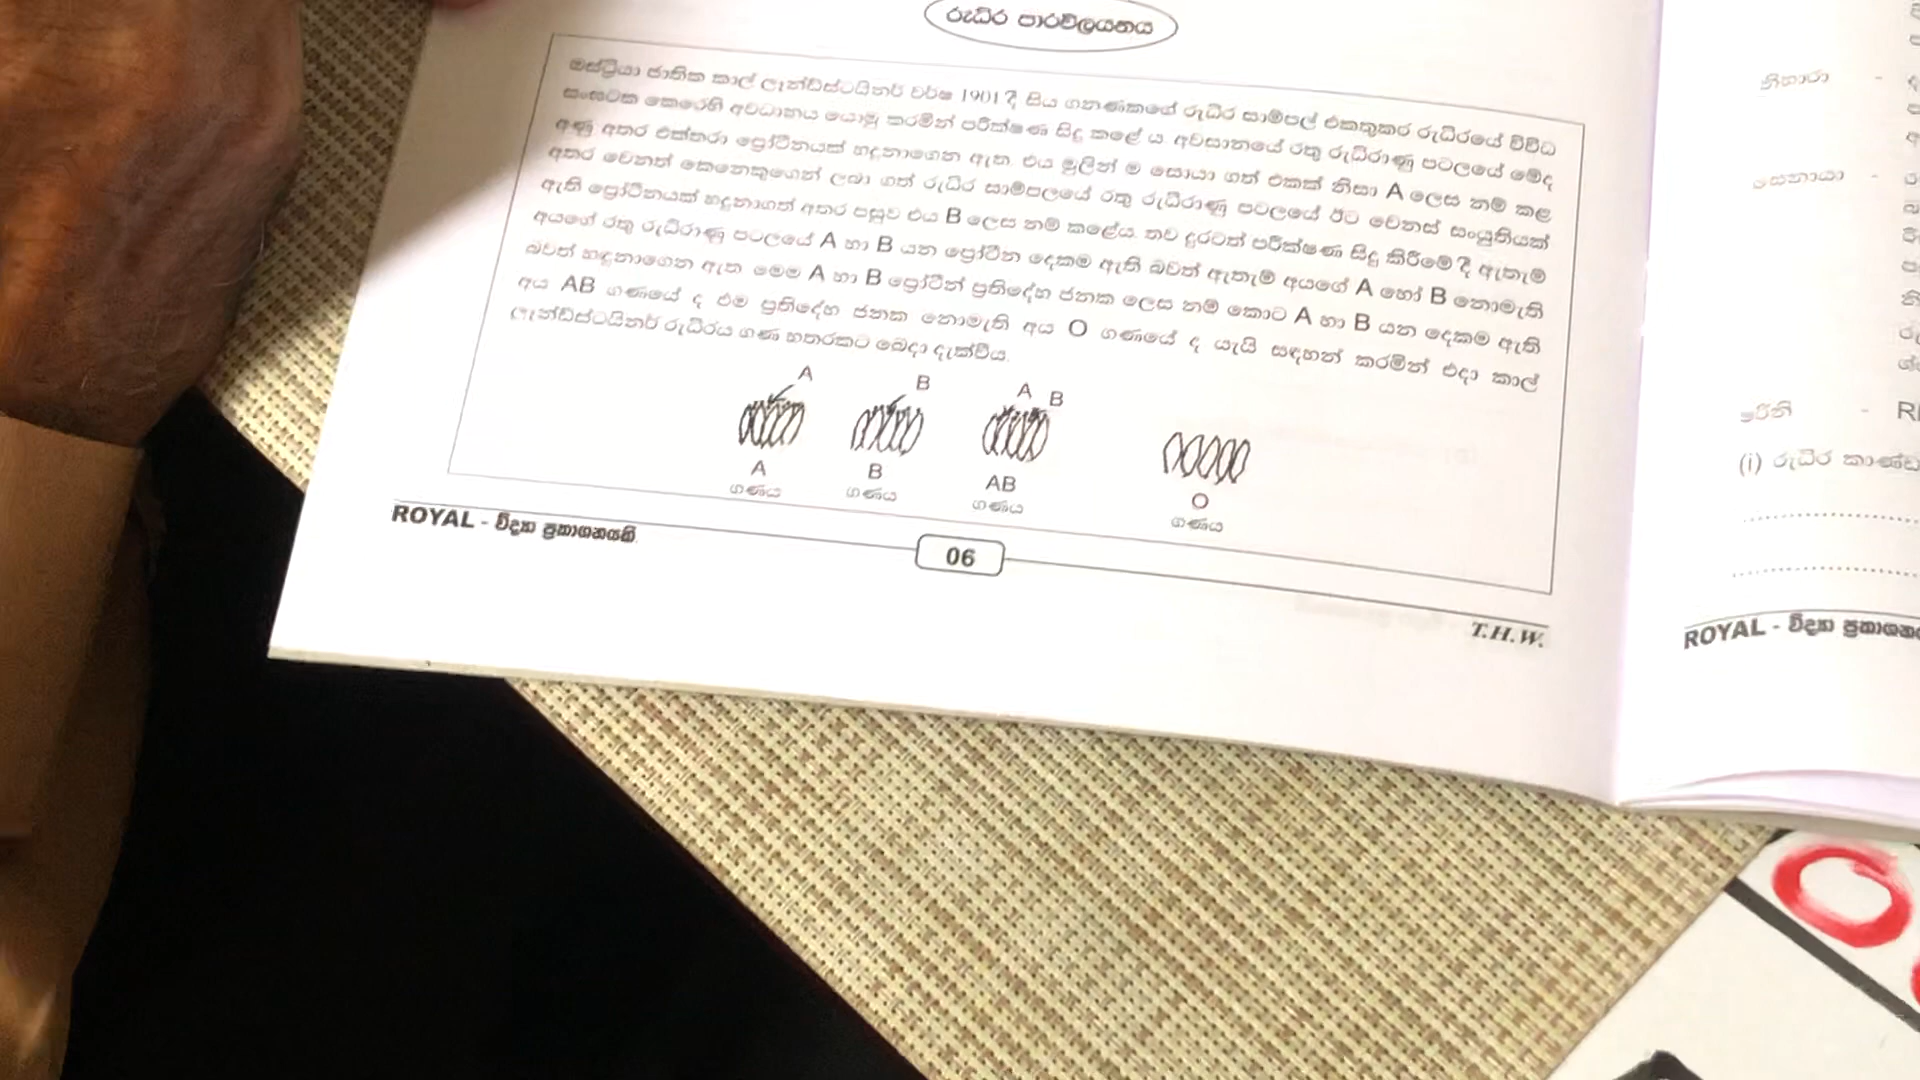 රුධිර පාරවිලයනය
ඔස්ට්‍රියා ජාතික කාල් ලෑන්ඩ්ස්ටයිනර් වර්ෂ 1901 දී සිය ගනණකගේ රුධිර සාම්පල් එකතුකර රුධිරයේ විවිධ
සංඝටක කෙරෙහි අවධානය යොමු කරමින් පරීක්ෂණ සිදු කළේ ය. අවසානයේ රතු රුධිරාණු පටලයේ මේද
අණු අතර එක්තරා ප්‍රෝටීනයක් හඳුනාගෙන ඇත. එය මුලින් ම සොයා ගත් එකක් නිසා A ලෙස නම් කළ
අතර වෙනත් කෙනෙකුගෙන් ලබා ගත් රුධිර සාම්පලයේ රතු රුධිරාණු පටලයේ ඊට වෙනස් සංයුතියක්
ඇති ප්‍රෝටීනයක් හඳුනාගත් අතර පසුව එය B ලෙස නම් කළේය. තව දුරටත් පරීක්ෂණ සිදු කිරීමේ දී ඇතැම්
අයගේ රතු රුධිරාණු පටලයේ A හා B යන ප්‍රෝටීන දෙකම ඇති බවත් ඇතැම් අයගේ A හෝ B නොමැති
බවත් හඳුනාගෙන ඇත. මෙම A හා B ප්‍රෝටීන් ප්‍රතිදේහ ජනක ලෙස නම් කොට A හා B යන දෙකම ඇති
අය AB ගණයේ ද එම ප්‍රතිදේහ ජනක නොමැති අය O ගණයේ ද යැයි සඳහන් කරමින් එදා කාල්
ලෑන්ඩ්ස්ටයිනර් රුධිරය ගණ හතරකට බෙදා දැක්වීය.
A B A B
A B AB O
ගණය ගණය ගණය ගණය
ROYAL - විද්‍යා ප්‍රකාශනයකි.
06
T.H.W.
නිහාරා -
සෙනායා -
-
(i) රුධිර
ROYAL - විද්‍යා